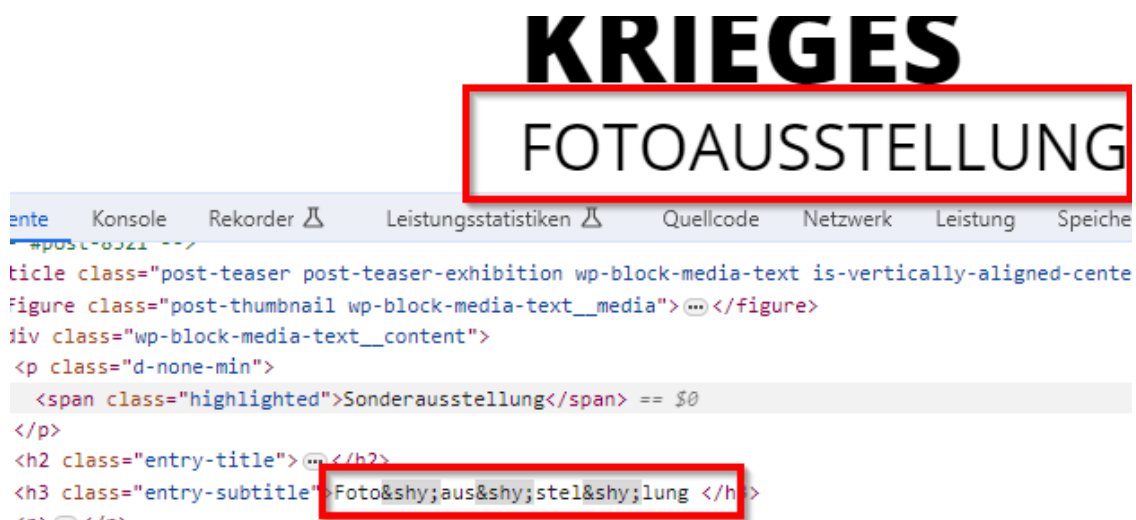 KRIEGES
FOTOAUSSTELLUNG
ente Konsole Rekorder Leistungsstatistiken Quellcode Netzwerk Leistung Speiche
#post-8521 -->
ticle class="post-teaser post-teaser-exhibition wp-block-media-text is-vertically-aligned-cente
figure class="post-thumbnail wp-block-media-text__media">…</figure>
div class="wp-block-media-text__content">
<p class="d-none-min">
<span class="highlighted">Sonderausstellung</span> == $0
</p>
<h2 class="entry-title">…</h2>
<h3 class="entry-subtitle">Foto&shy;aus&shy;stel&shy;lung </h3>